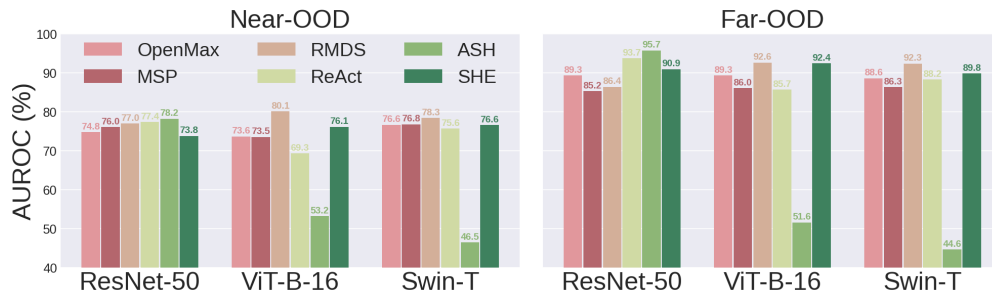 Near-OOD
Far-OOD
AUROC (%)
100
90
80
70
60
50
40
OpenMax
MSP
RMDS
ReAct
ASH
SHE
74.8 76.0 77.0 77.4 78.2 73.8
73.6 73.5 80.1 69.3 53.2 76.1
76.6 76.8 78.3 75.6 46.5 76.6
89.3 85.2 86.4 93.7 95.7 90.9
89.3 86.0 92.6 85.7 51.6 92.4
88.6 86.3 92.3 88.2 44.6 89.8
ResNet-50 ViT-B-16 Swin-T
ResNet-50 ViT-B-16 Swin-T